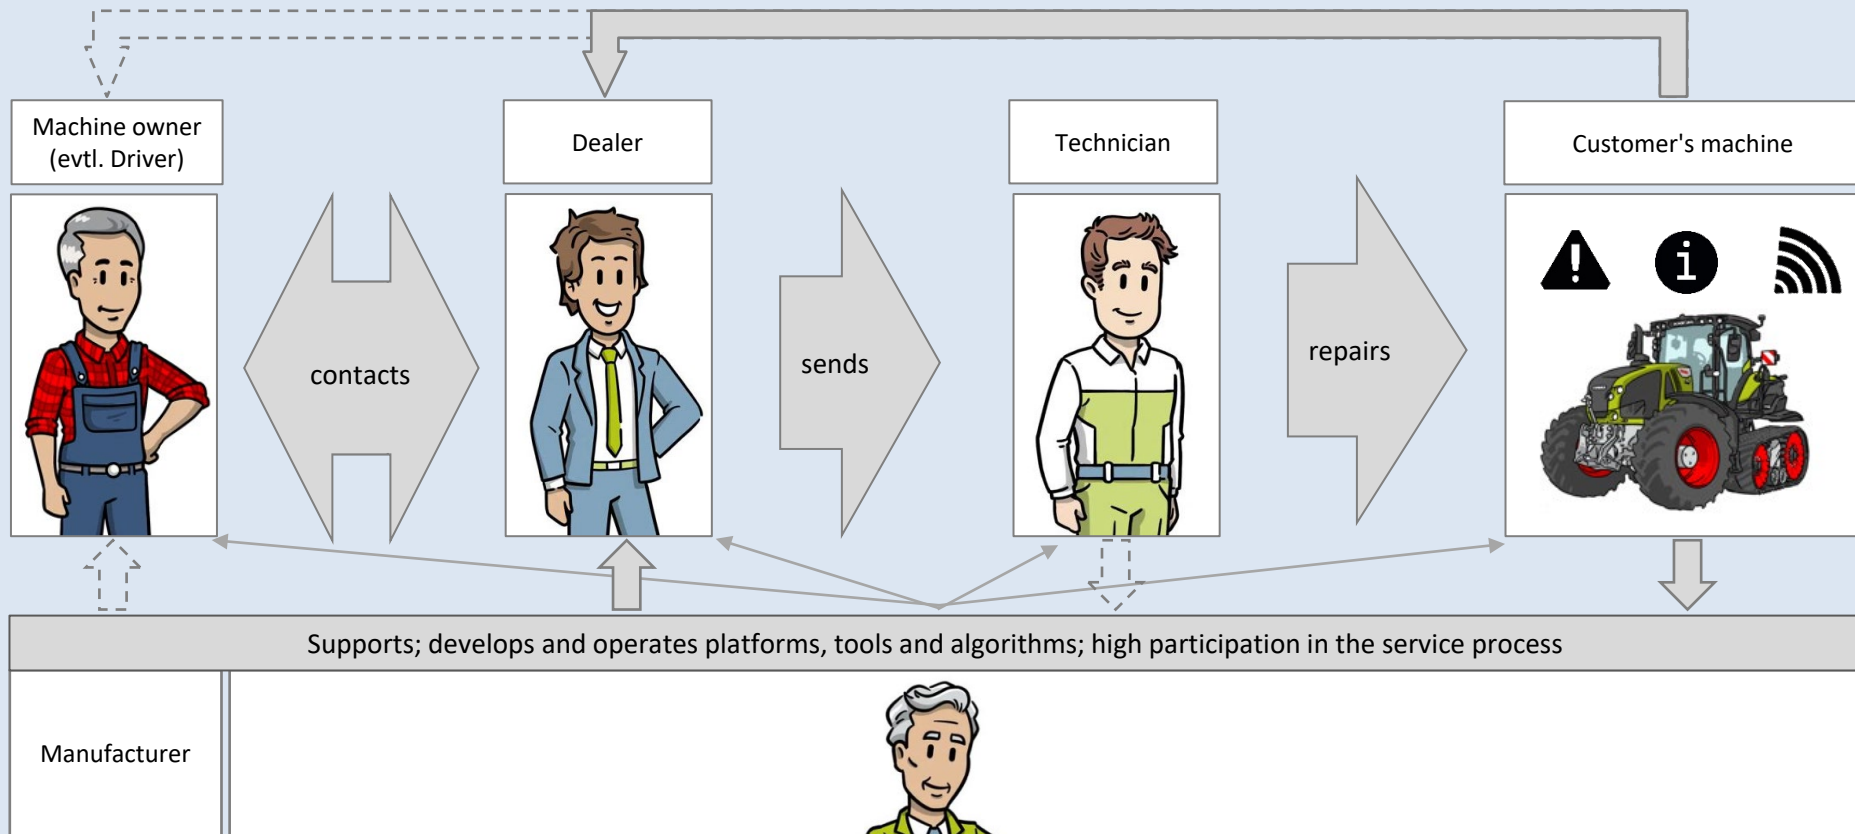 Machine owner
(evtl. Driver)
Dealer
Technician
Customer's machine
contacts
sends
repairs
Supports; develops and operates platforms, tools and algorithms; high participation in the service process
Manufacturer